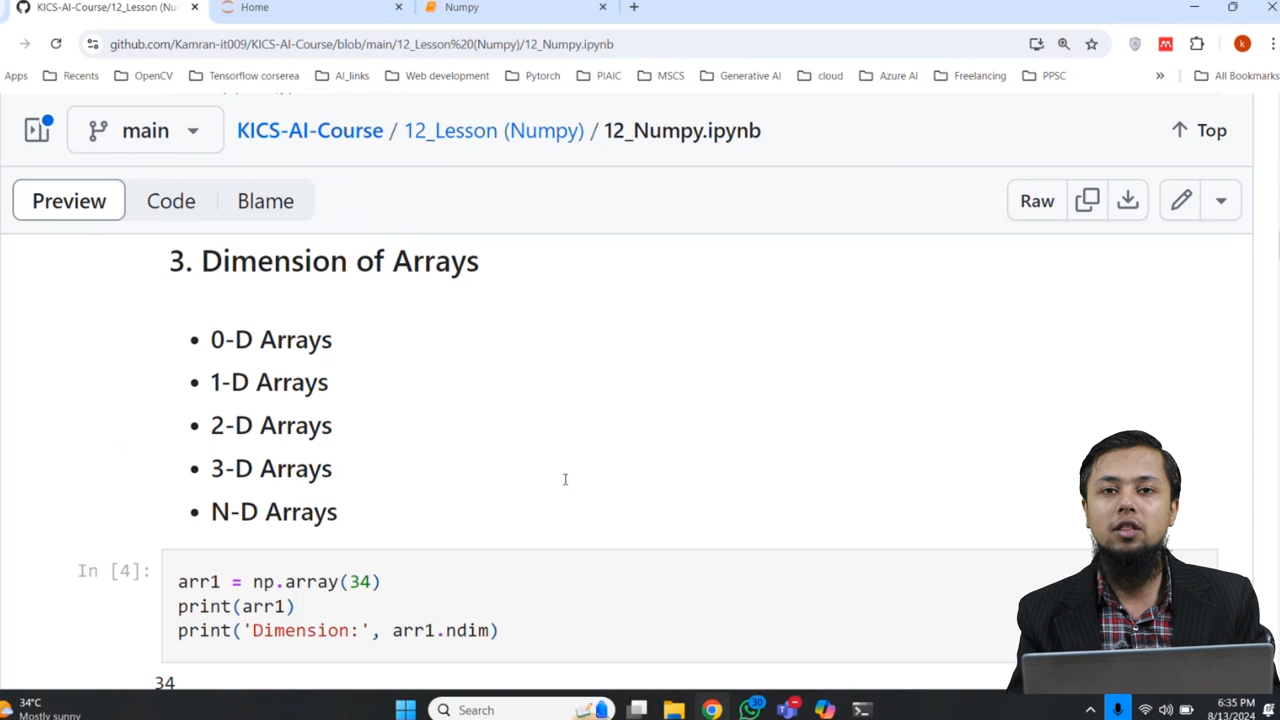 12_Lesson (Nu
Home
Numpy
github.com/Kamran-it009/KICS-AI-Course/blob/main/12_Lesson%20(Numpy)/12_Numpy.ipynb
k
Apps Recents OpenCV Tensorflow corsera AI_links Web development Pytorch PIAIC MSCS Generative AI cloud Azure AI Freelancing PPSC » All Bookmarks
main KICS-AI-Course / 12_Lesson (Numpy) / 12_Numpy.ipynb Top
Preview Code Blame Raw
3. Dimension of Arrays
• 0-D Arrays
• 1-D Arrays
• 2-D Arrays
• 3-D Arrays
• N-D Arrays
In [4]:
arr1 = np.array(34)
print(arr1)
print('Dimension:', arr1.ndim)
34
34°C
Mostly sunny
Search
30
6:35 PM
8/13/2024